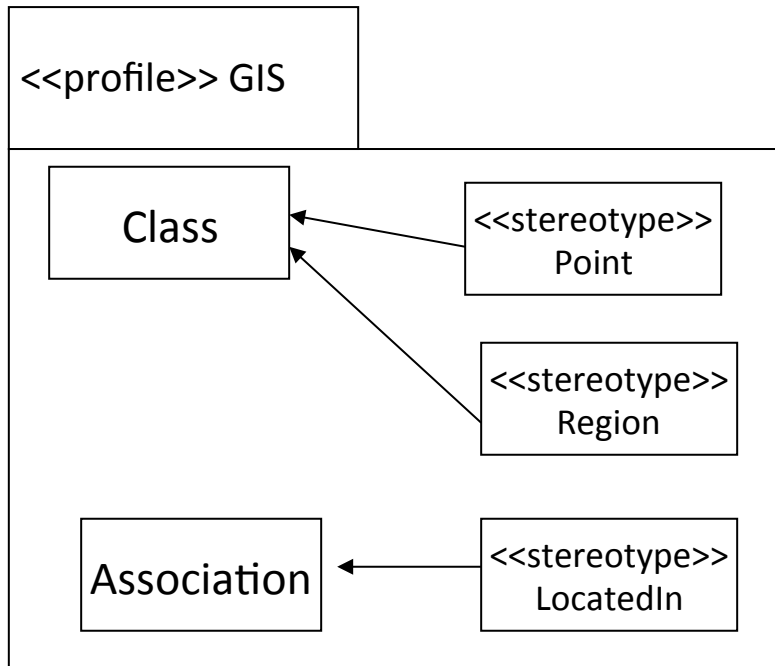 <<profile>> GIS
Class
<<stereotype>>
Point
<<stereotype>>
Region
Association
<<stereotype>>
LocatedIn